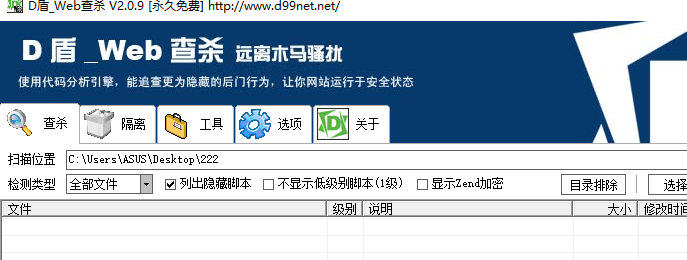 D盾_Web查杀 V2.0.9 [永久免费] http://www.d99net.net/
D 盾 _Web 查杀 远离木马骚扰
使用代码分析引擎，能追查更为隐藏的后门行为，让你网站运行于安全状态
查杀 隔离 工具 选项 D 关于
扫描位置 C:\Users\ASUS\Desktop\222
检测类型 全部文件 列出隐藏脚本 不显示低级别脚本(1级) 显示Zend加密 目录排除 选择
文件 级别 说明 大小 修改时间